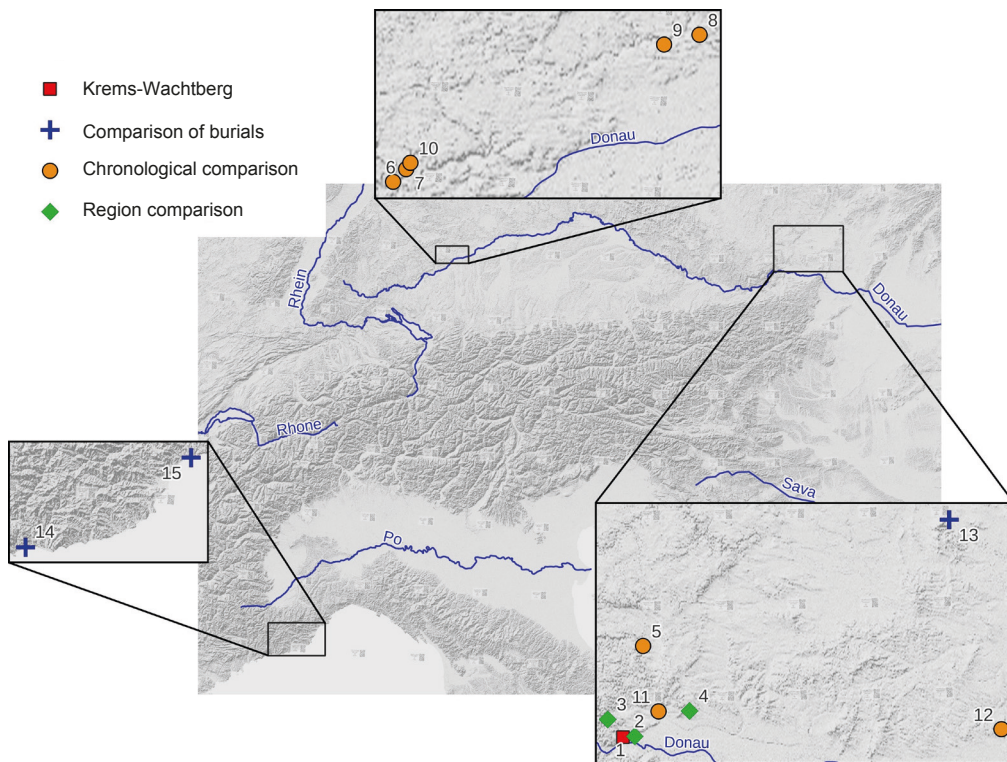 Krems-Wachtberg
Comparison of burials
Chronological comparison
Region comparison
9
8
Donau
10
6
7
Rhein
Donau
Rhone
Sava
Po
15
14
13
5
3
11
4
2
12
1
Donau